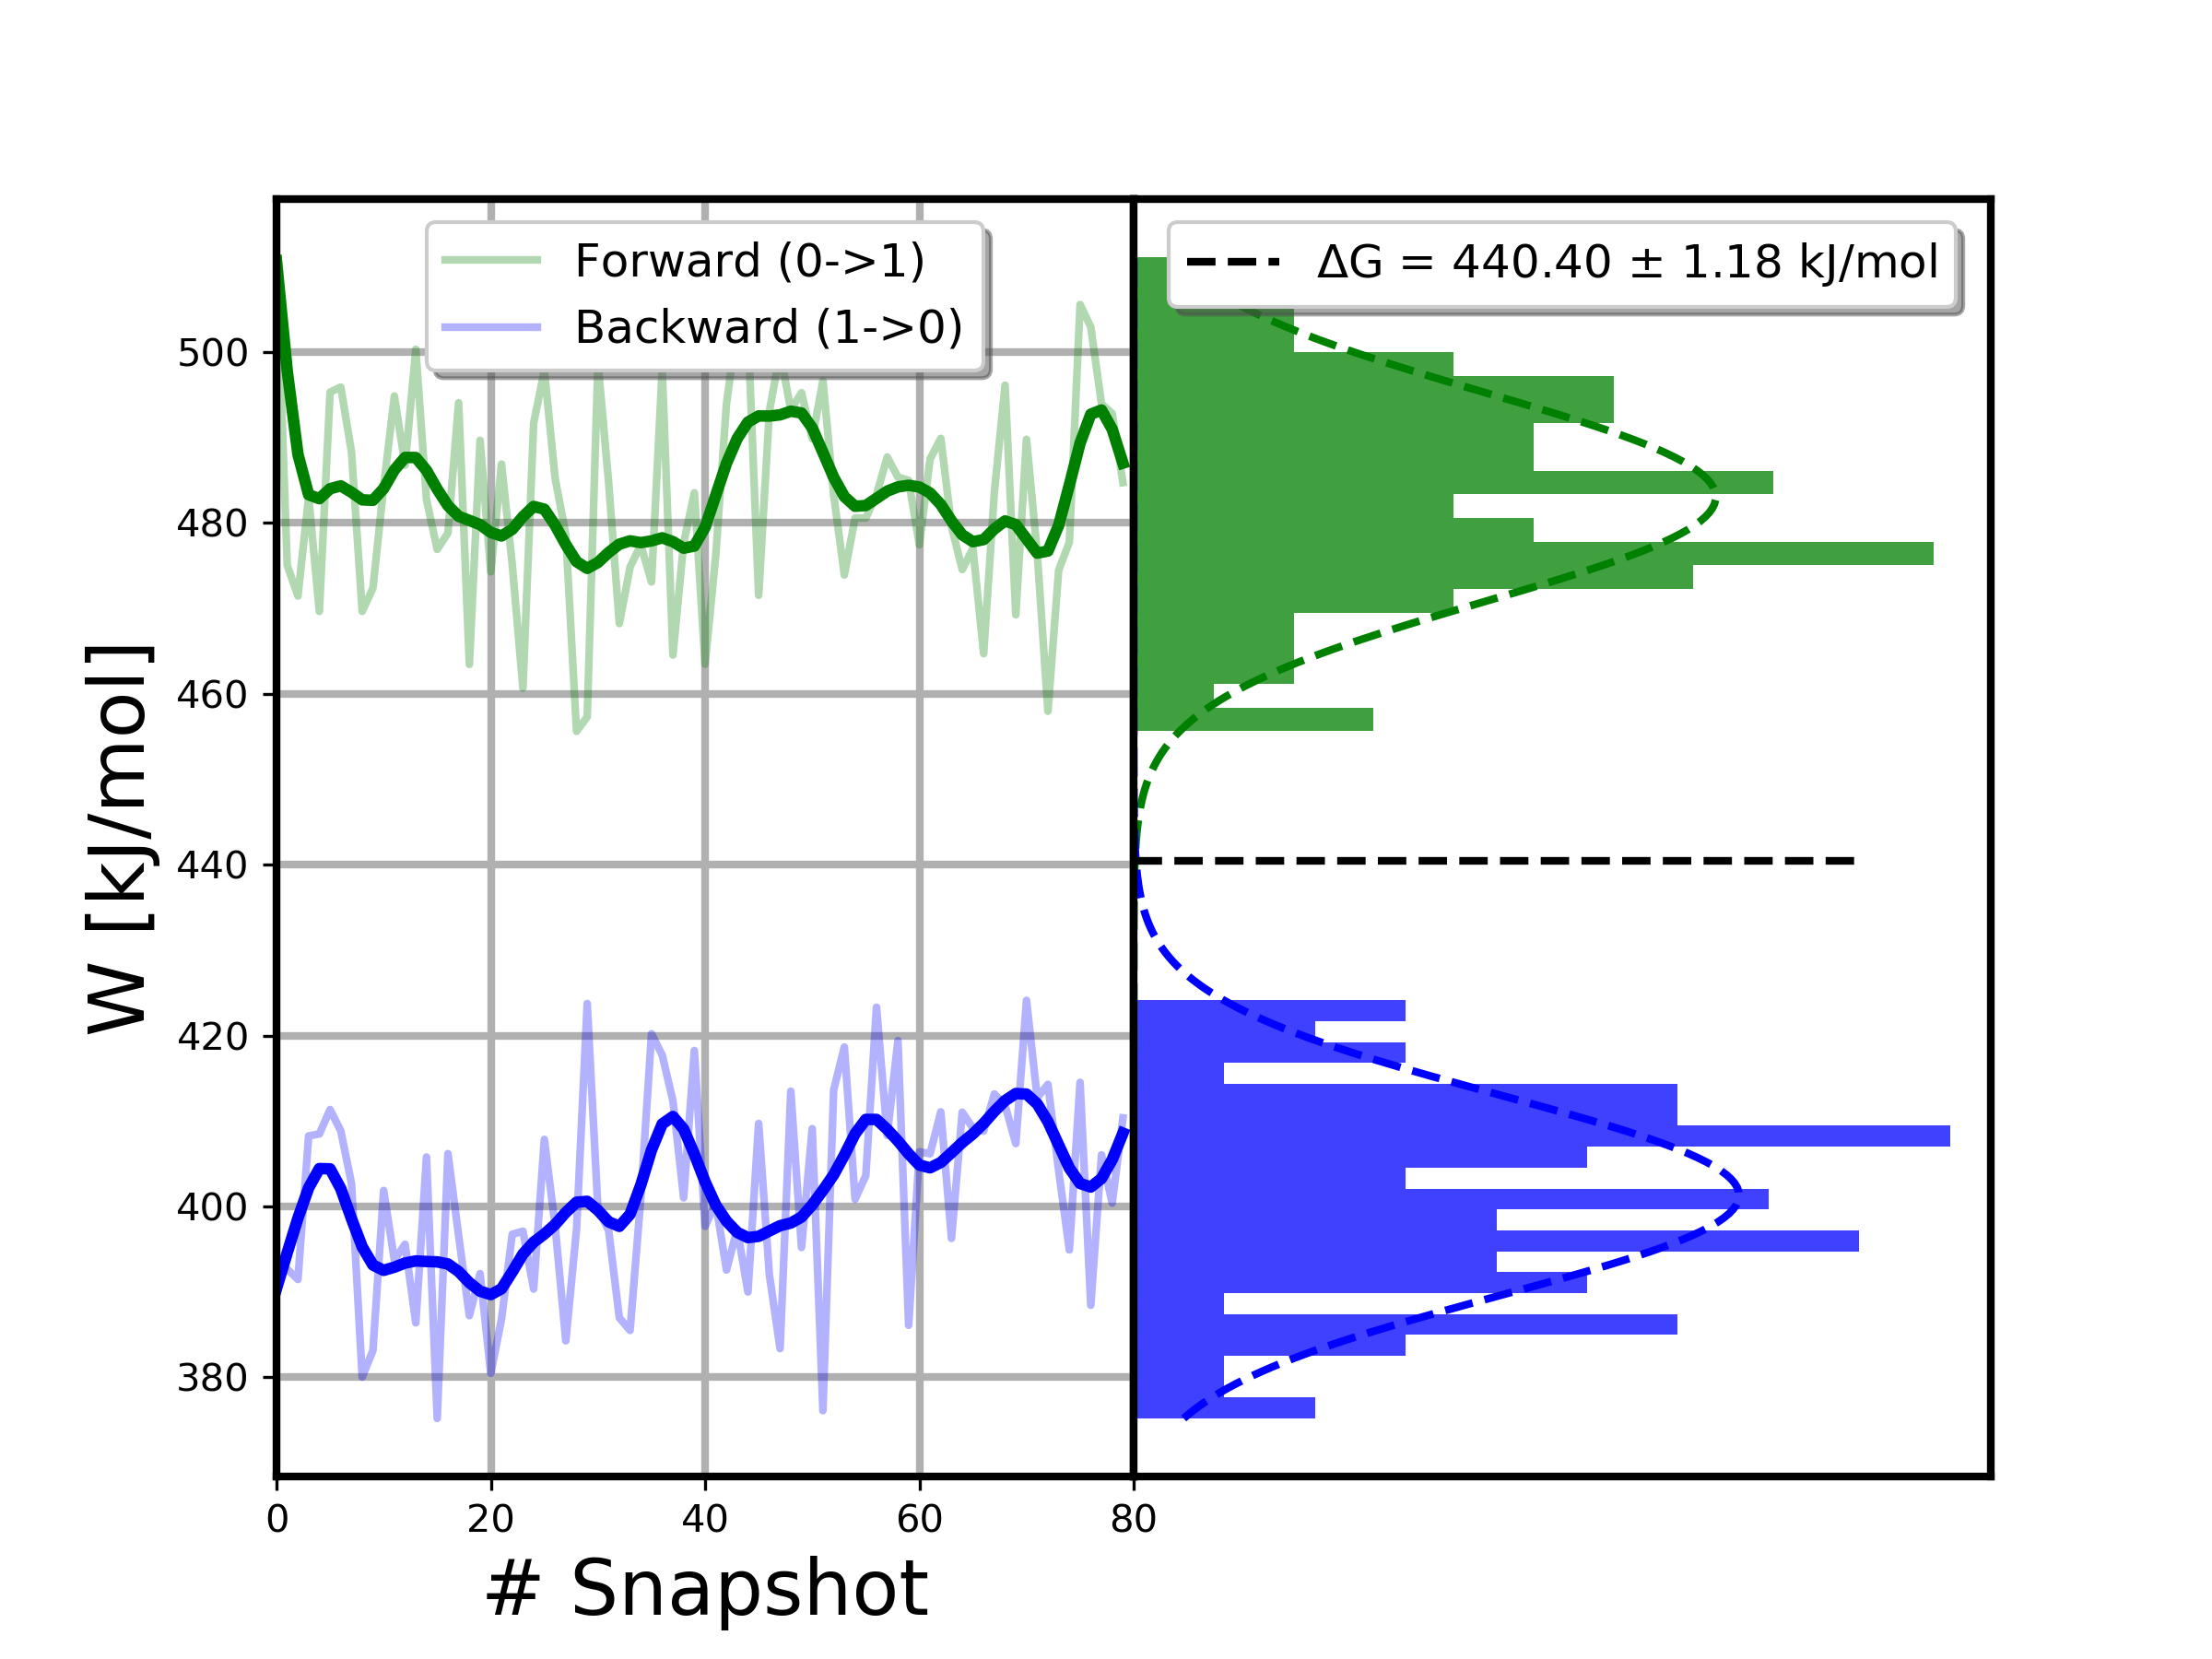 Forward (0->1)
Backward (1->0)
ΔG = 440.40 ± 1.18 kJ/mol
W [kJ/mol]
500
480
460
440
420
400
380
0 20 40 60 80
# Snapshot